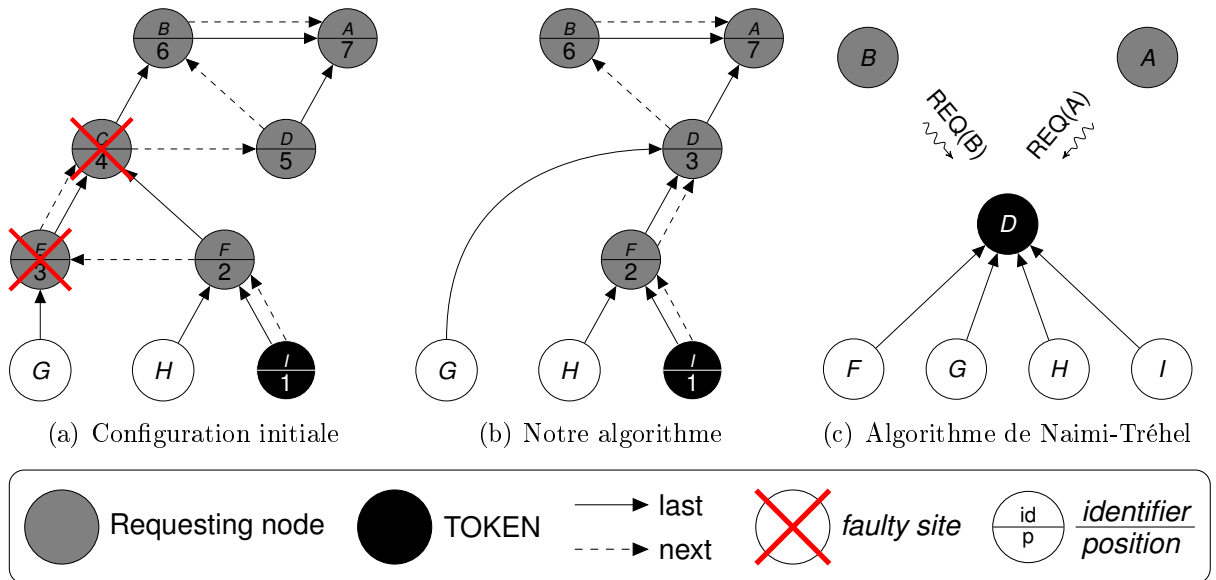 B
6
A
7
C
4
D
5
E
3
F
2
G
H
I
1
(a) Configuration initiale
B
6
A
7
D
3
F
2
G
H
I
1
(b) Notre algorithme
B
A
REQ(B)
REQ(A)
D
F
G
H
I
(c) Algorithme de Naimi-Tréhel
Requesting node
TOKEN
last
next
faulty site
id
p
identifier
position